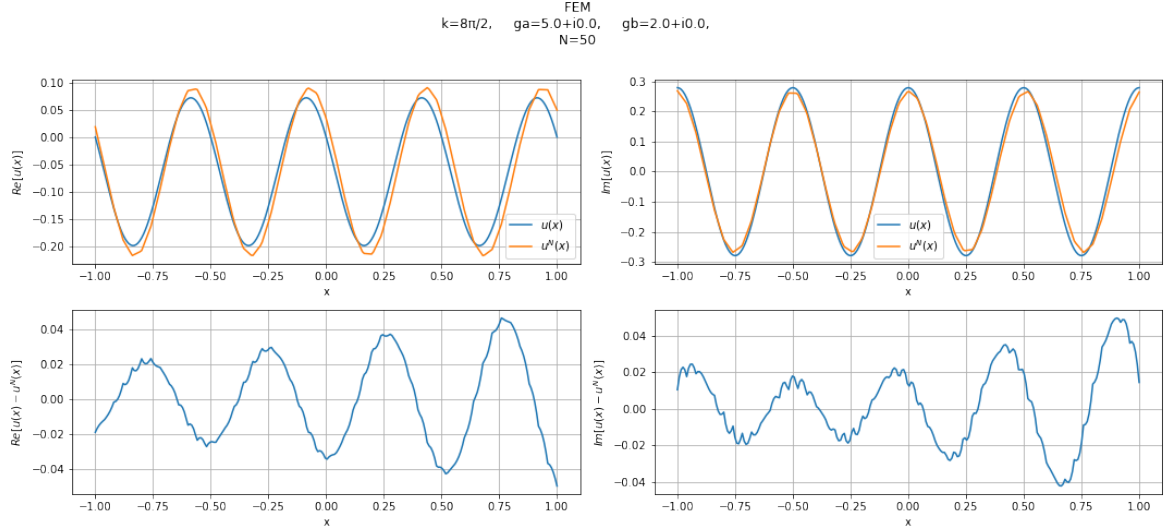 FEM
k=8π/2,     ga=5.0+i0.0,     gb=2.0+i0.0,
N=50
Re[u(x)]
0.10
0.05
0.00
−0.05
−0.10
−0.15
−0.20
u(x)
u^N(x)
−1.00 −0.75 −0.50 −0.25 0.00 0.25 0.50 0.75 1.00
x
Im[u(x)]
0.3
0.2
0.1
0.0
−0.1
−0.2
−0.3
u(x)
u^N(x)
−1.00 −0.75 −0.50 −0.25 0.00 0.25 0.50 0.75 1.00
x
Re[u(x) − u^N(x)]
0.04
0.02
0.00
−0.02
−0.04
−1.00 −0.75 −0.50 −0.25 0.00 0.25 0.50 0.75 1.00
x
Im[u(x) − u^N(x)]
0.04
0.02
0.00
−0.02
−0.04
−1.00 −0.75 −0.50 −0.25 0.00 0.25 0.50 0.75 1.00
x